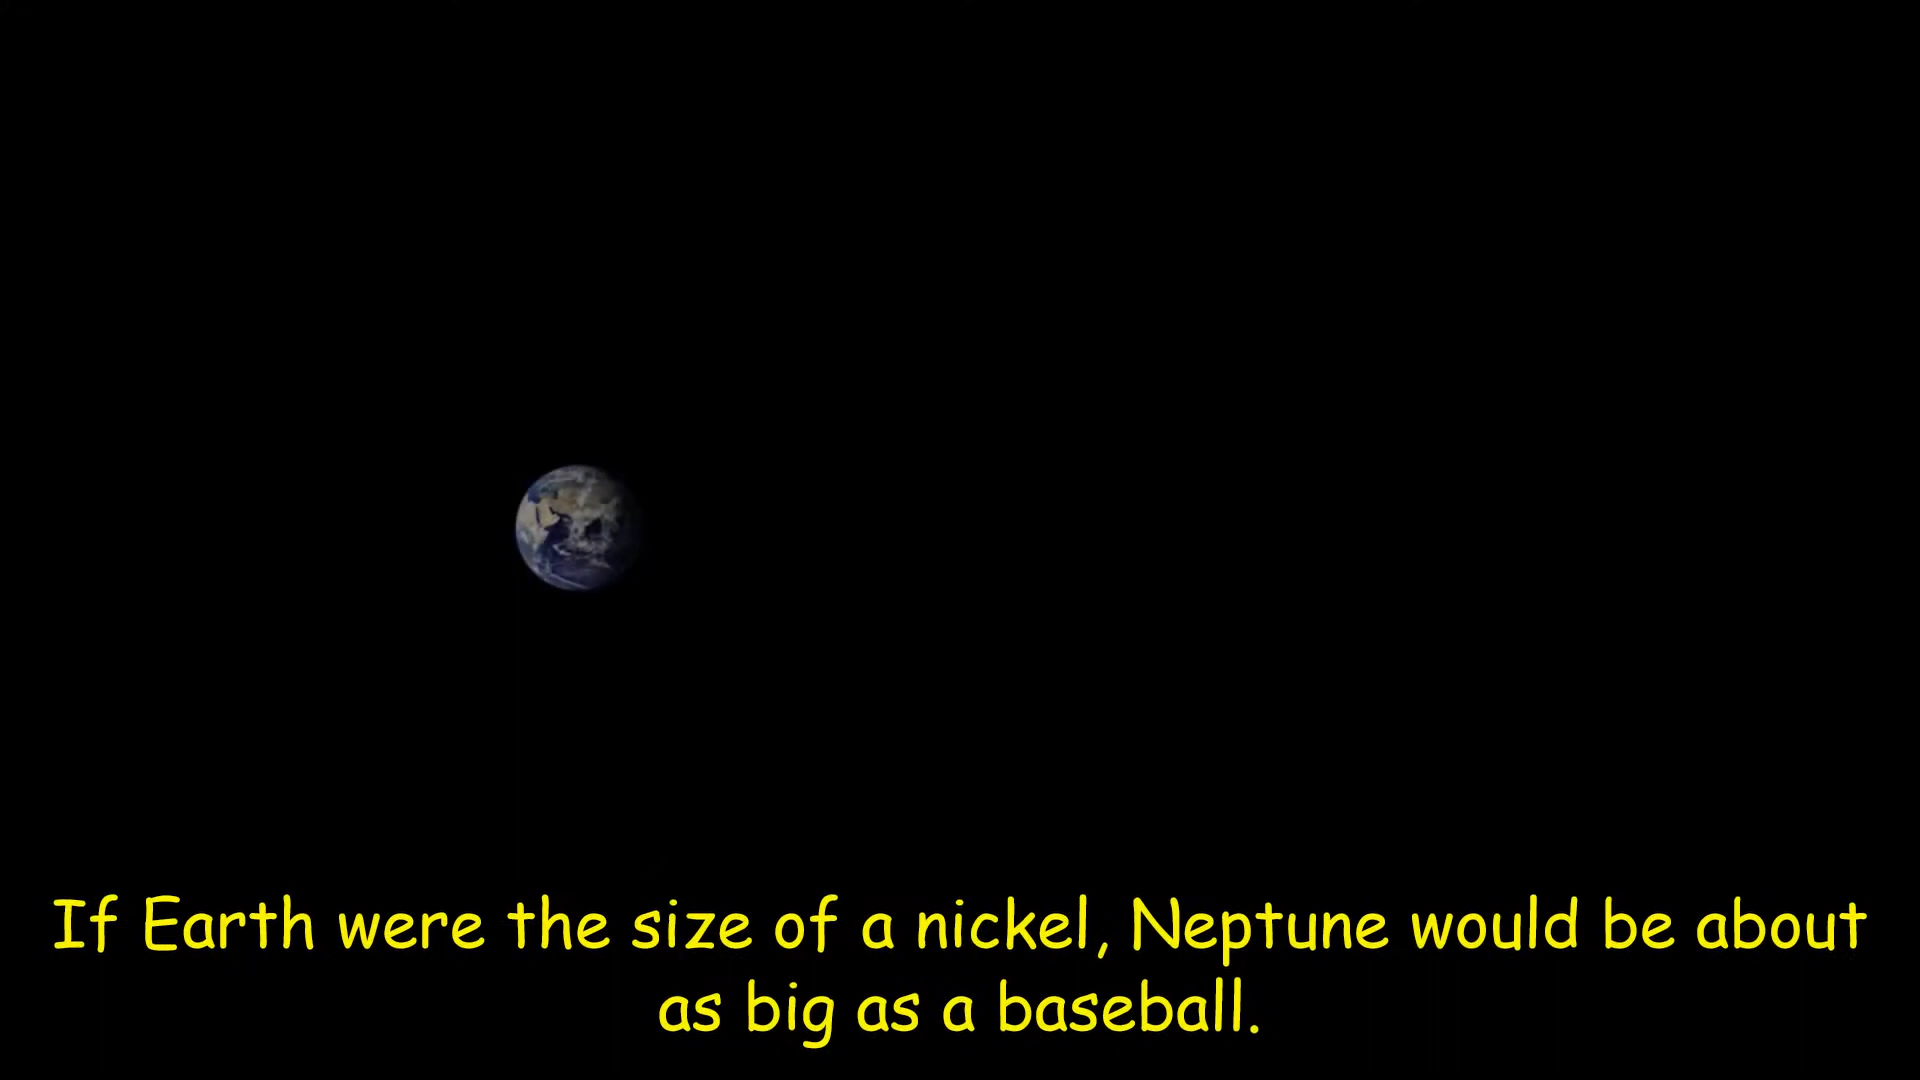 If Earth were the size of a nickel, Neptune would be about
as big as a baseball.